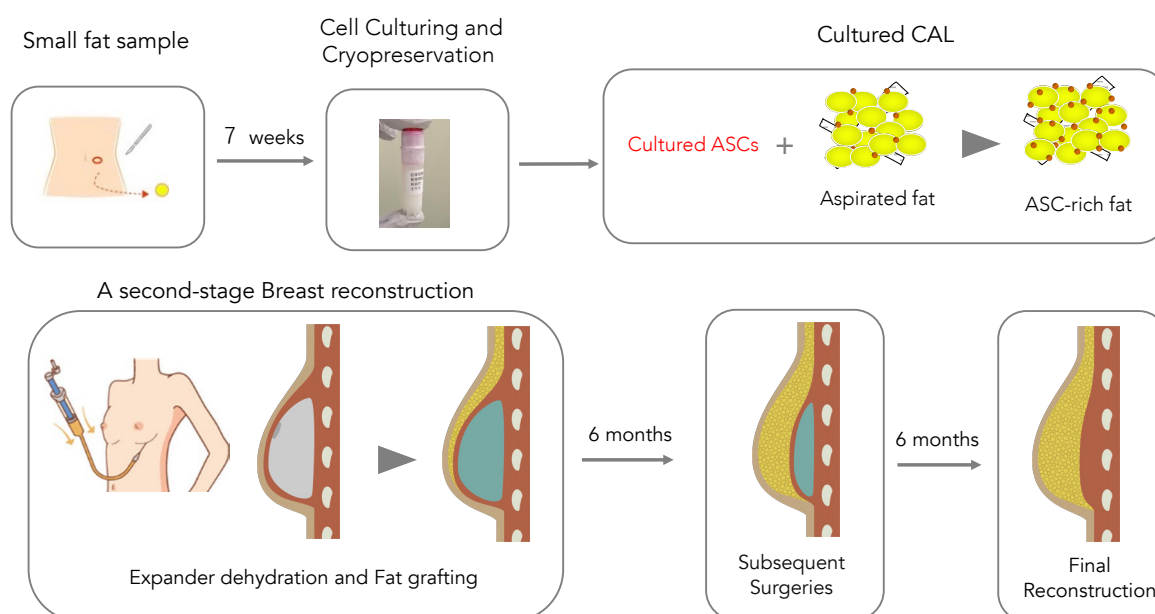 Small fat sample
Cell Culturing and
Cryopreservation
Cultured CAL
7 weeks
Cultured ASCs
+
Aspirated fat
ASC-rich fat
A second-stage Breast reconstruction
6 months
6 months
Expander dehydration and Fat grafting
Subsequent
Surgeries
Final
Reconstruction